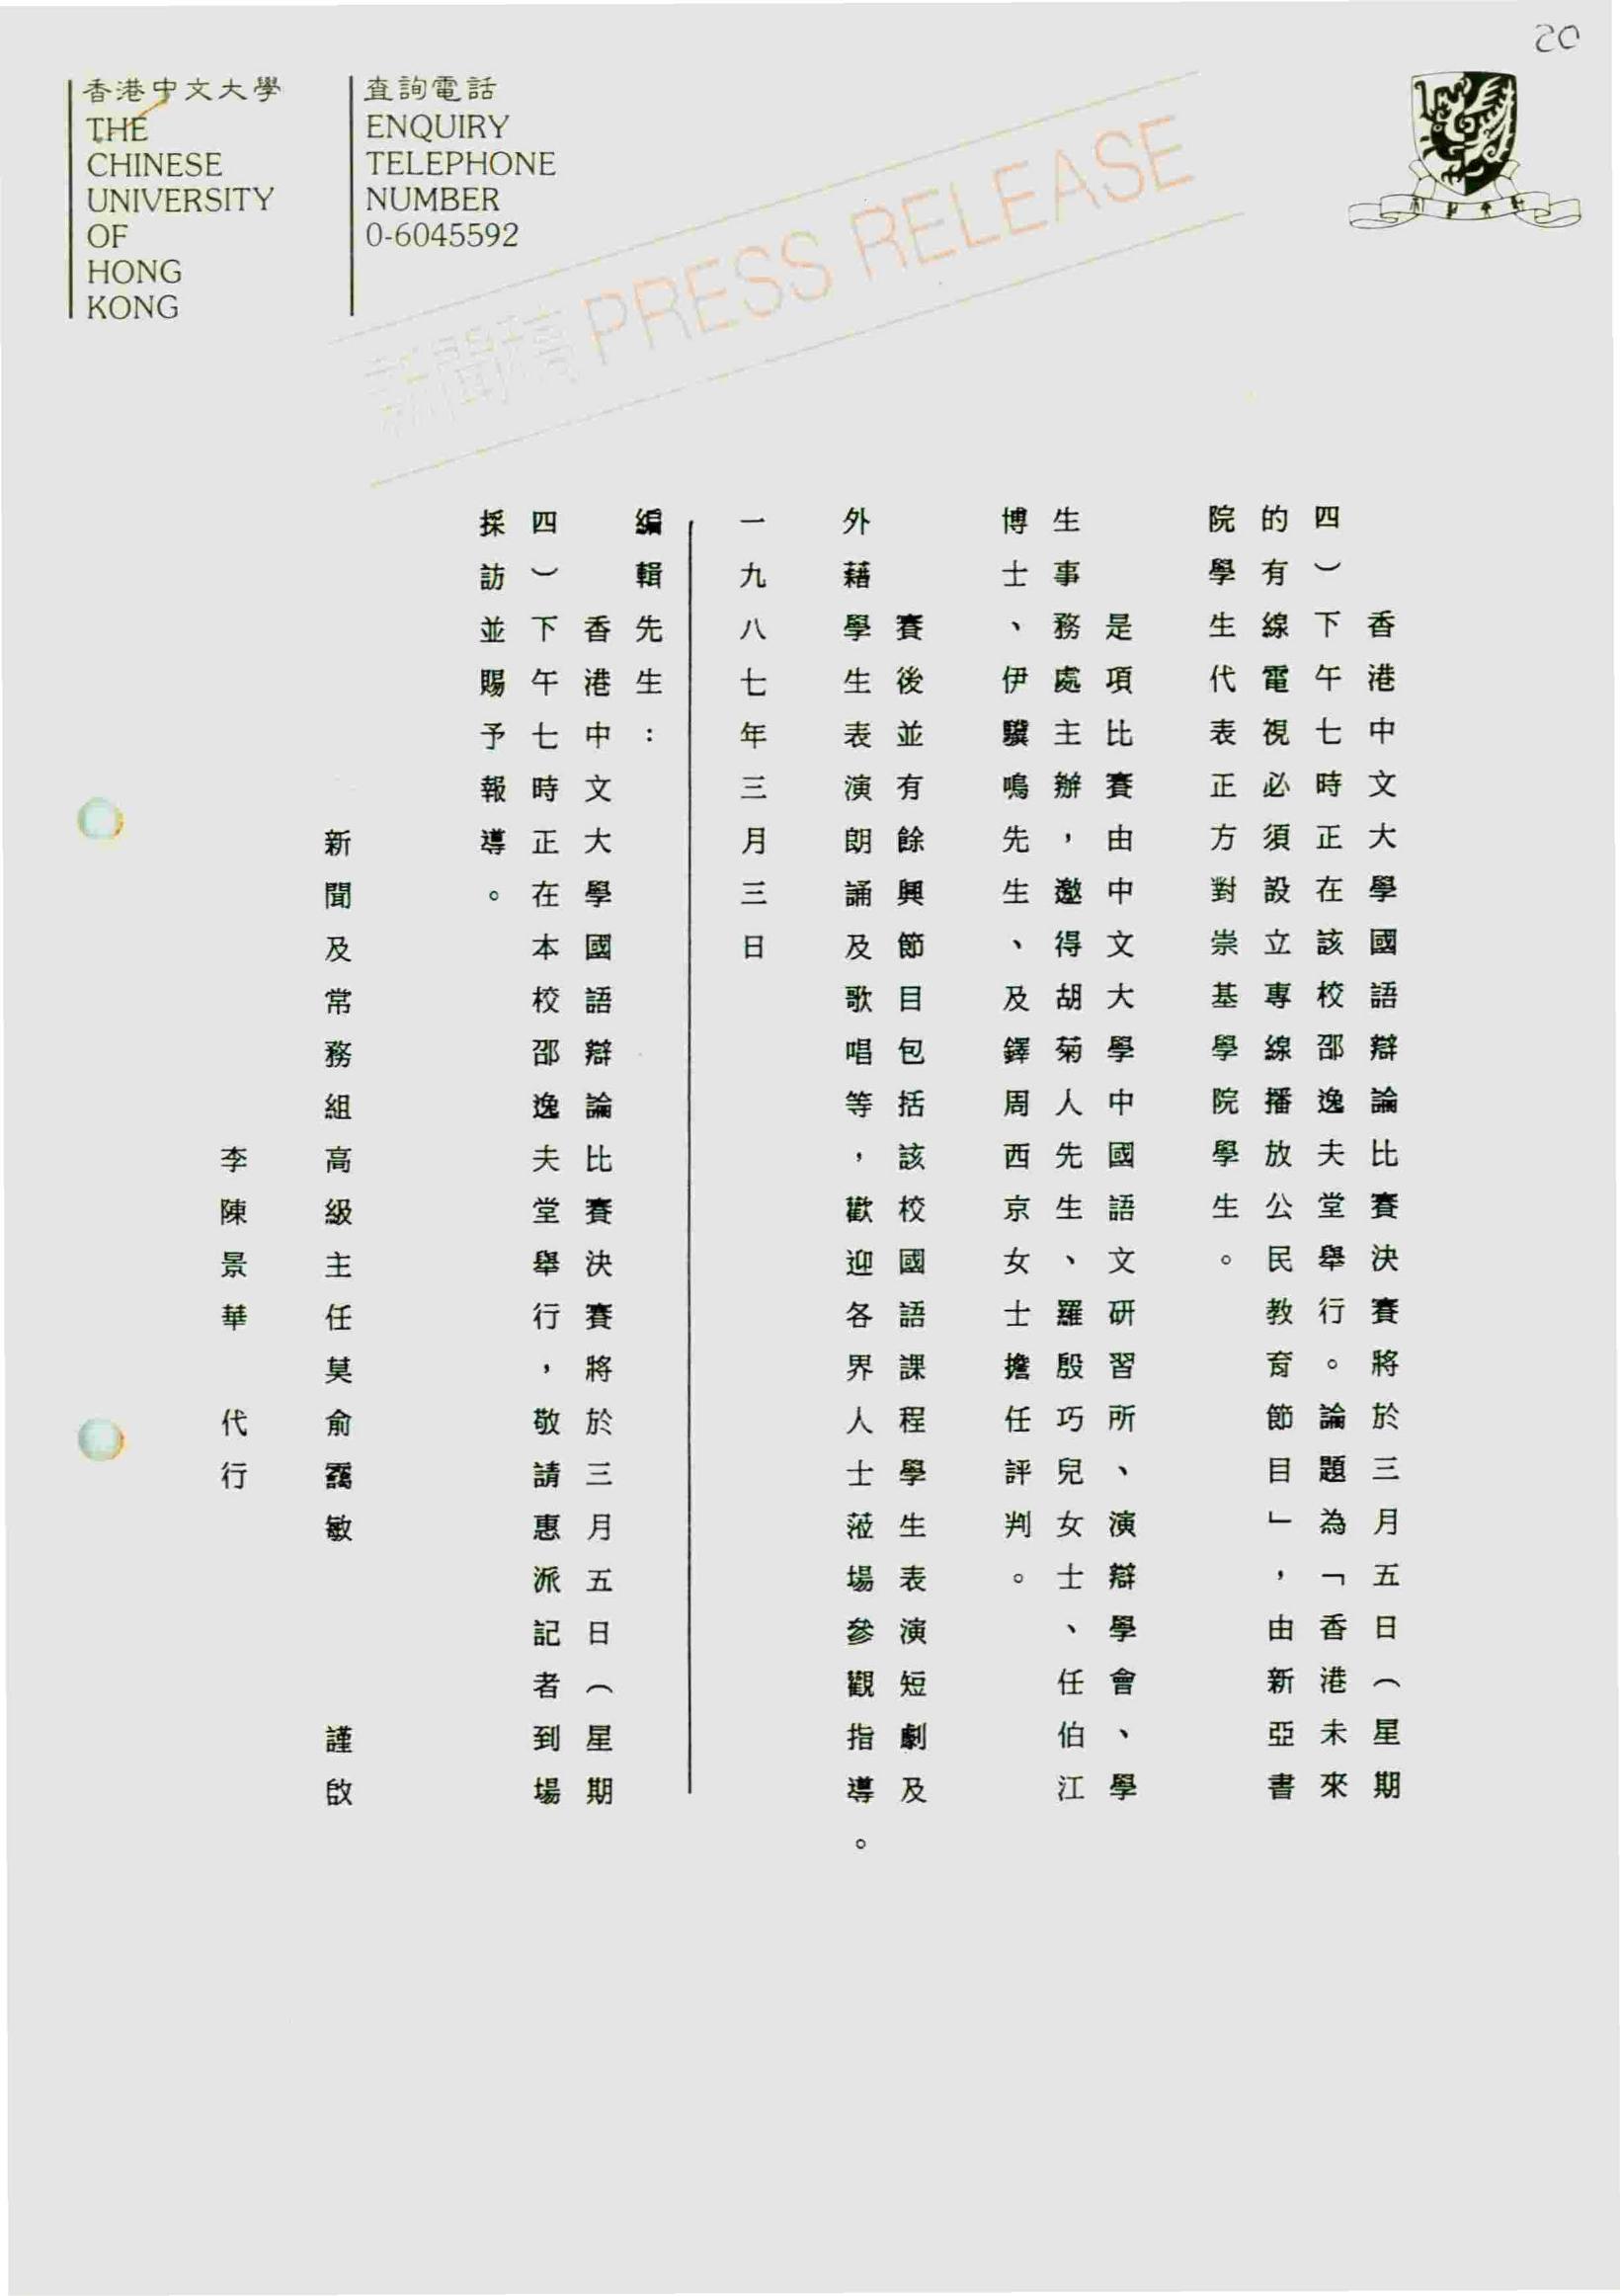 20
香港中文大學
THE
CHINESE
UNIVERSITY
OF
HONG
KONG
查詢電話
ENQUIRY
TELEPHONE
NUMBER
0-6045592
新聞稿 PRESS RELEASE
香港中文大學國語辯論比賽決賽將於三月五日（星期
四）下午七時正在該校邵逸夫堂舉行。論題為「香港未來
的有線電視必須設立專線播放公民教育節目」，由新亞書
院學生代表正方對崇基學院學生。
是項比賽由中文大學中國語文研習所、演辯學會、學
生事務處主辦，邀得胡菊人先生、羅殷巧兒女士、任伯江
博士、伊驥鳴先生、及鐸周西京女士擔任評判。
賽後並有餘興節目包括該校國語課程學生表演短劇及
外藉學生表演朗誦及歌唱等，歡迎各界人士蒞場參觀指導。
一九八七年三月三日
編輯先生：
香港中文大學國語辯論比賽決賽將於三月五日（星期
四）下午七時正在本校邵逸夫堂舉行，敬請惠派記者到場
採訪並賜予報導。
新聞及常務組高級主任莫俞靄敏 謹啟
李陳景華 代行